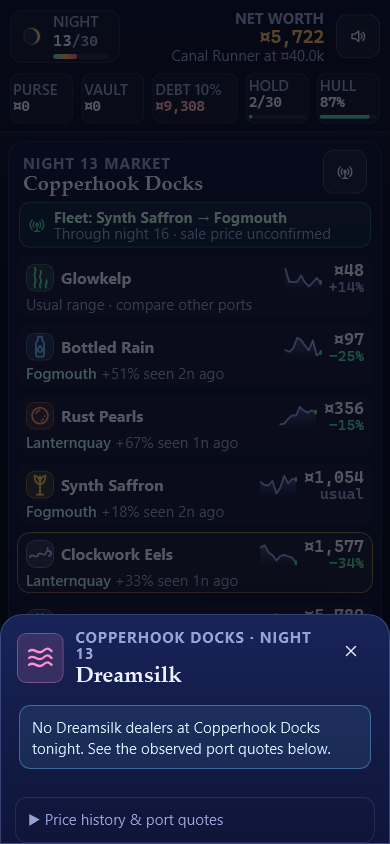 NIGHT
13/30
NET WORTH
¤5,722
Canal Runner at ¤40.0k
PURSE
¤0
VAULT
¤0
DEBT 10%
¤9,308
HOLD
2/30
HULL
87%
NIGHT 13 MARKET
Copperhook Docks
Fleet: Synth Saffron → Fogmouth
Through night 16 · sale price unconfirmed
Glowkelp
¤48
+14%
Usual range · compare other ports
Bottled Rain
¤97
−25%
Fogmouth +51% seen 2n ago
Rust Pearls
¤356
−15%
Lanternquay +67% seen 1n ago
Synth Saffron
¤1,054
usual
Fogmouth +18% seen 2n ago
Clockwork Eels
¤1,577
−34%
Lanternquay +33% seen 1n ago
COPPERHOOK DOCKS · NIGHT
13
Dreamsilk
No Dreamsilk dealers at Copperhook Docks
tonight. See the observed port quotes below.
▶ Price history & port quotes